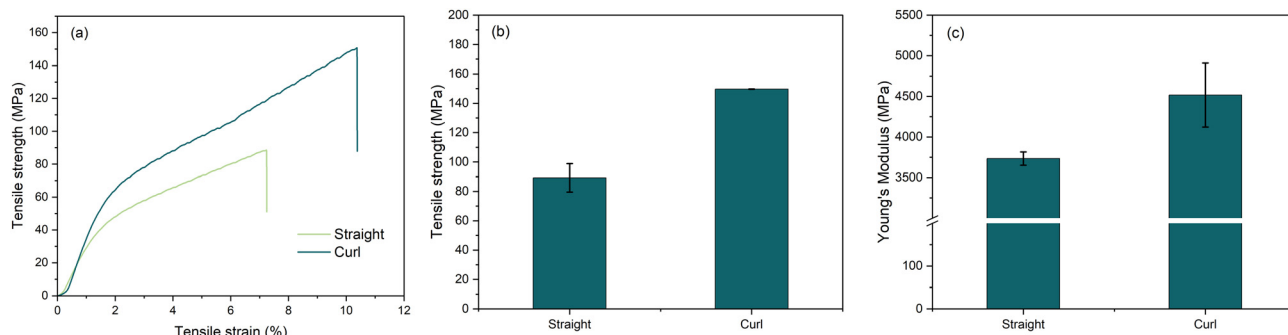 (a)
Tensile strength (MPa)
160
140
120
100
80
60
40
20
0
0 2 4 6 8 10 12
Tensile strain (%)
Straight
Curl
(b)
Tensile strength (MPa)
200
180
160
140
120
100
80
60
40
20
0
Straight Curl
(c)
Young's Modulus (MPa)
5500
5000
4500
4000
3500
100
Straight Curl